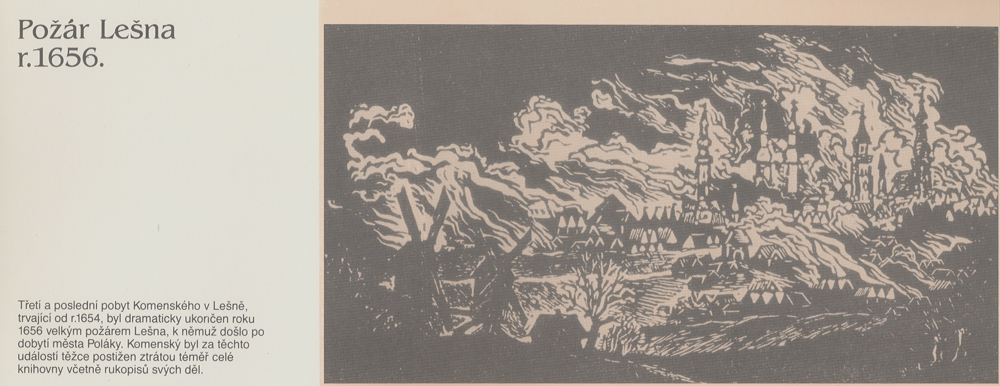 Požár Lešna
r.1656.
Třetí a poslední pobyt Komenského v Lešně,
trvající od r.1654, byl dramaticky ukončen roku
1656 velkým požárem Lešna, k němuž došlo po
dobytí města Poláky. Komenský byl za těchto
událostí těžce postižen ztrátou téměř celé
knihovny včetně rukopisů svých děl.